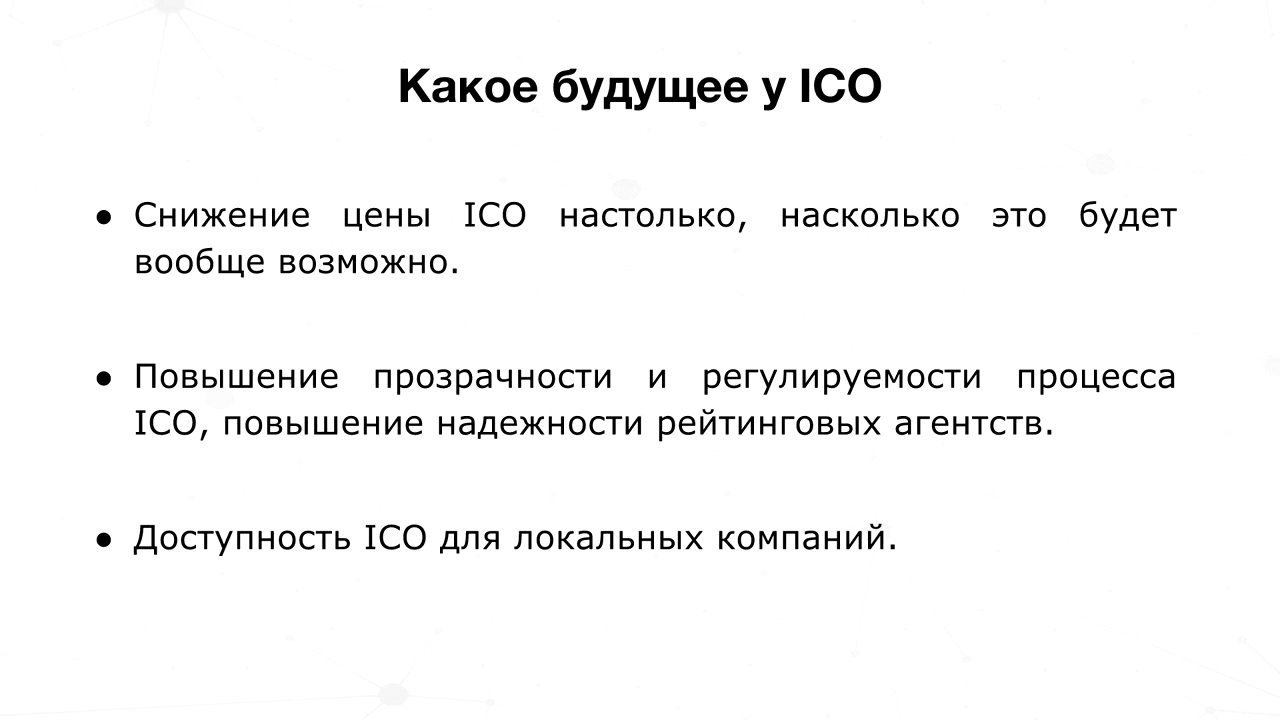 Какое будущее у ICO
● Снижение цены ICO настолько, насколько это будет
вообще возможно.
● Повышение прозрачности и регулируемости процесса
ICO, повышение надежности рейтинговых агентств.
● Доступность ICO для локальных компаний.